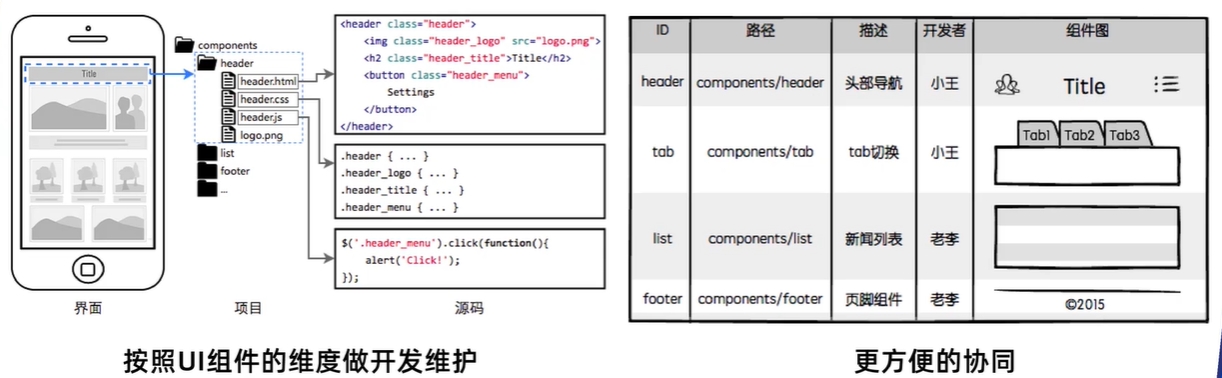 Title
界面
components
header
header.html
header.css
header.js
logo.png
list
footer
...
项目
<header class="header">
<img class="header_logo" src="logo.png">
<h2 class="header_title">Title</h2>
<button class="header_menu">
Settings
</button>
</header>
.header { ... }
.header_logo { ... }
.header_title { ... }
.header_menu { ... }
$('.header_menu').click(function(){
alert('Click!');
});
源码
按照UI组件的维度做开发维护
ID 路径 描述 开发者 组件图
header components/header 头部导航 小王 Title
tab components/tab tab切换 小王 Tab1 Tab2 Tab3
list components/list 新闻列表 老李
footer components/footer 页脚组件 老李 ©2015
更方便的协同